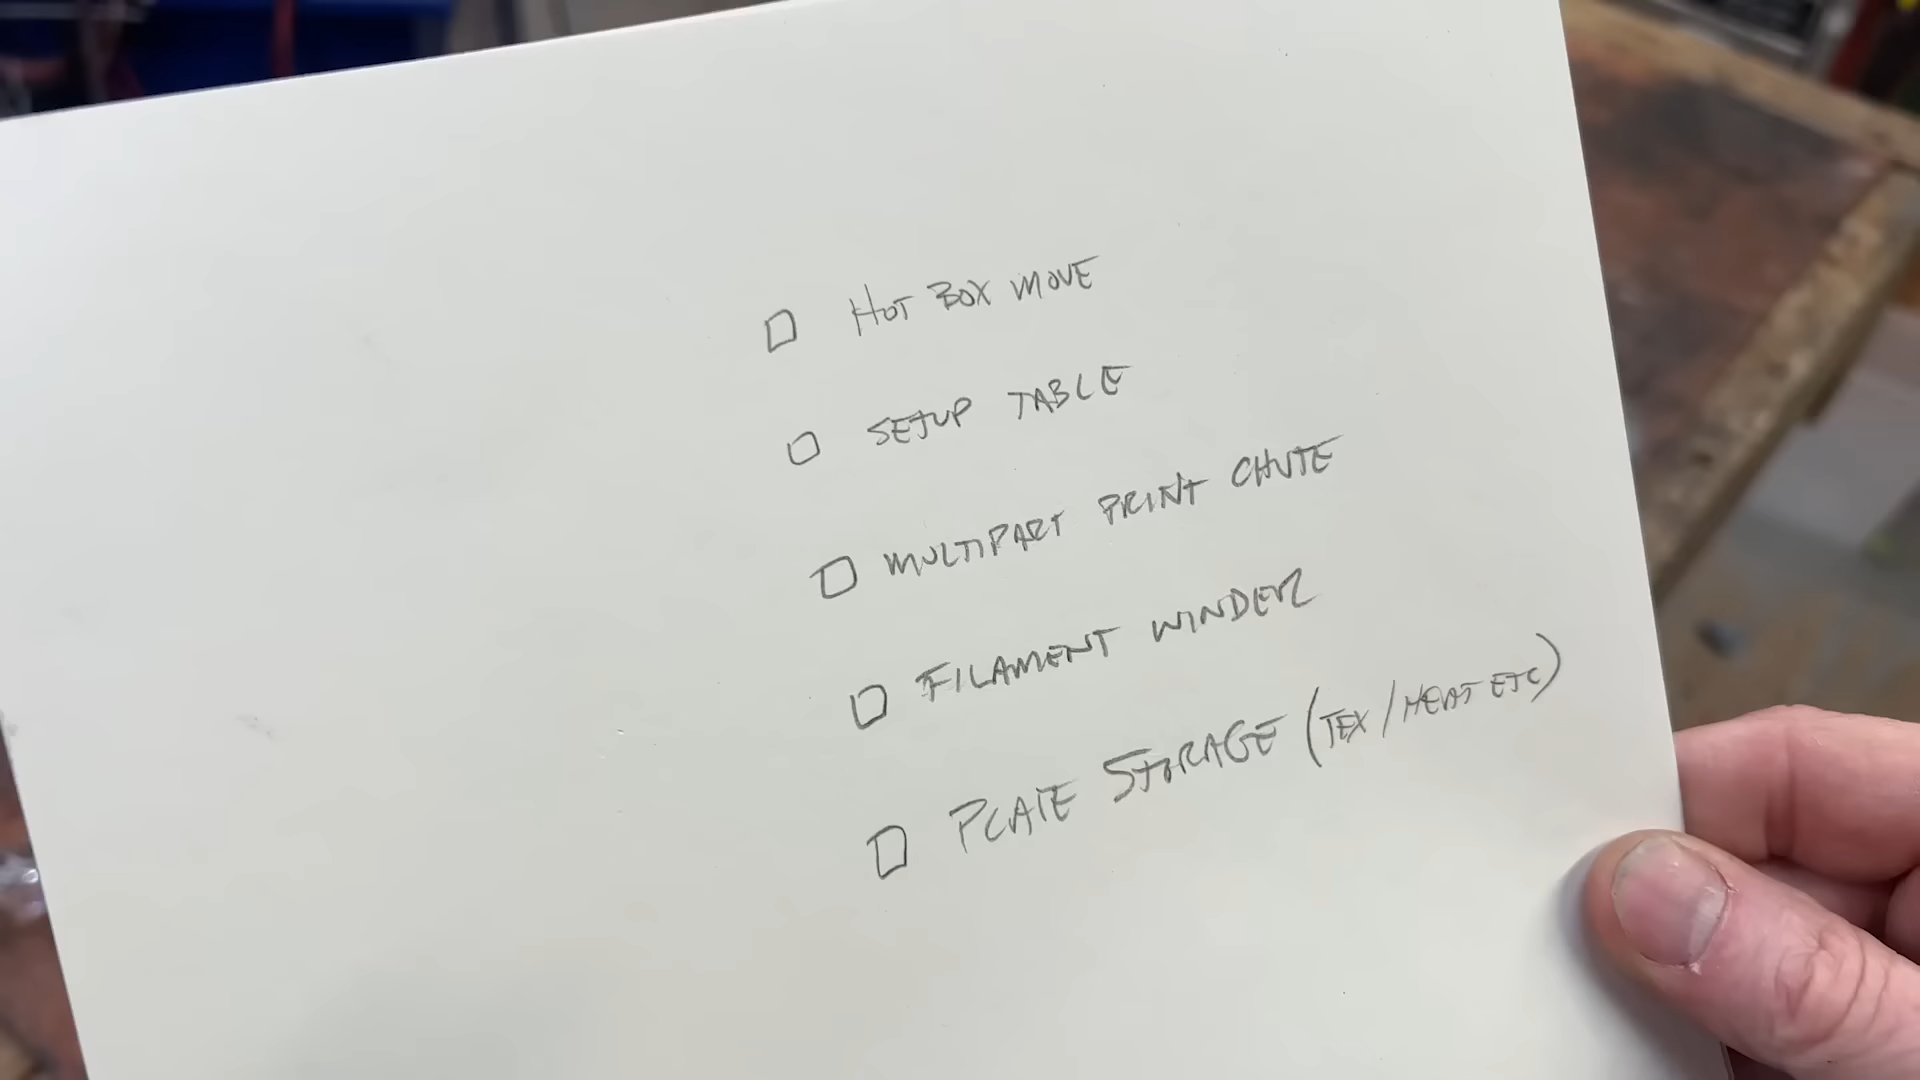 HOT BOX MOVE
SETUP TABLE
MULTIPART PRINT CHUTE
FILAMENT WINDER
PLATE STORAGE (TEX/HEAT ETC)